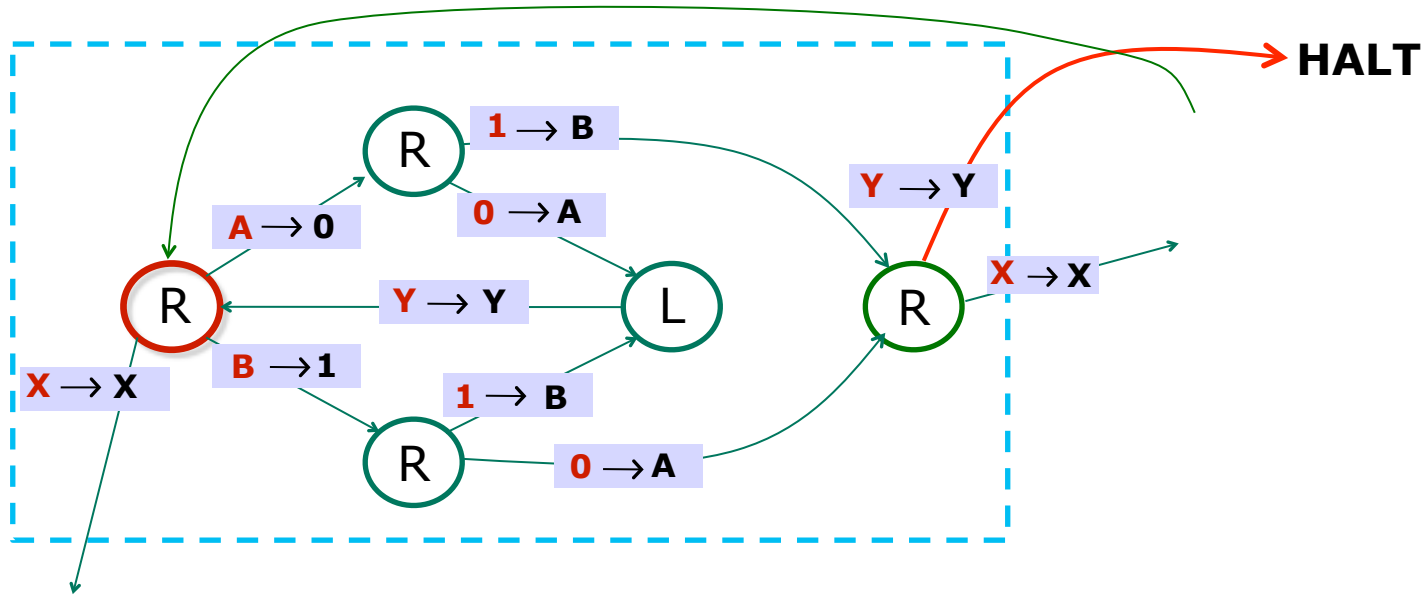 HALT
1 → B
R
Y → Y
0 → A
A → 0
X → X
Y → Y
R
L
R
B → 1
X → X
1 → B
R
0 → A